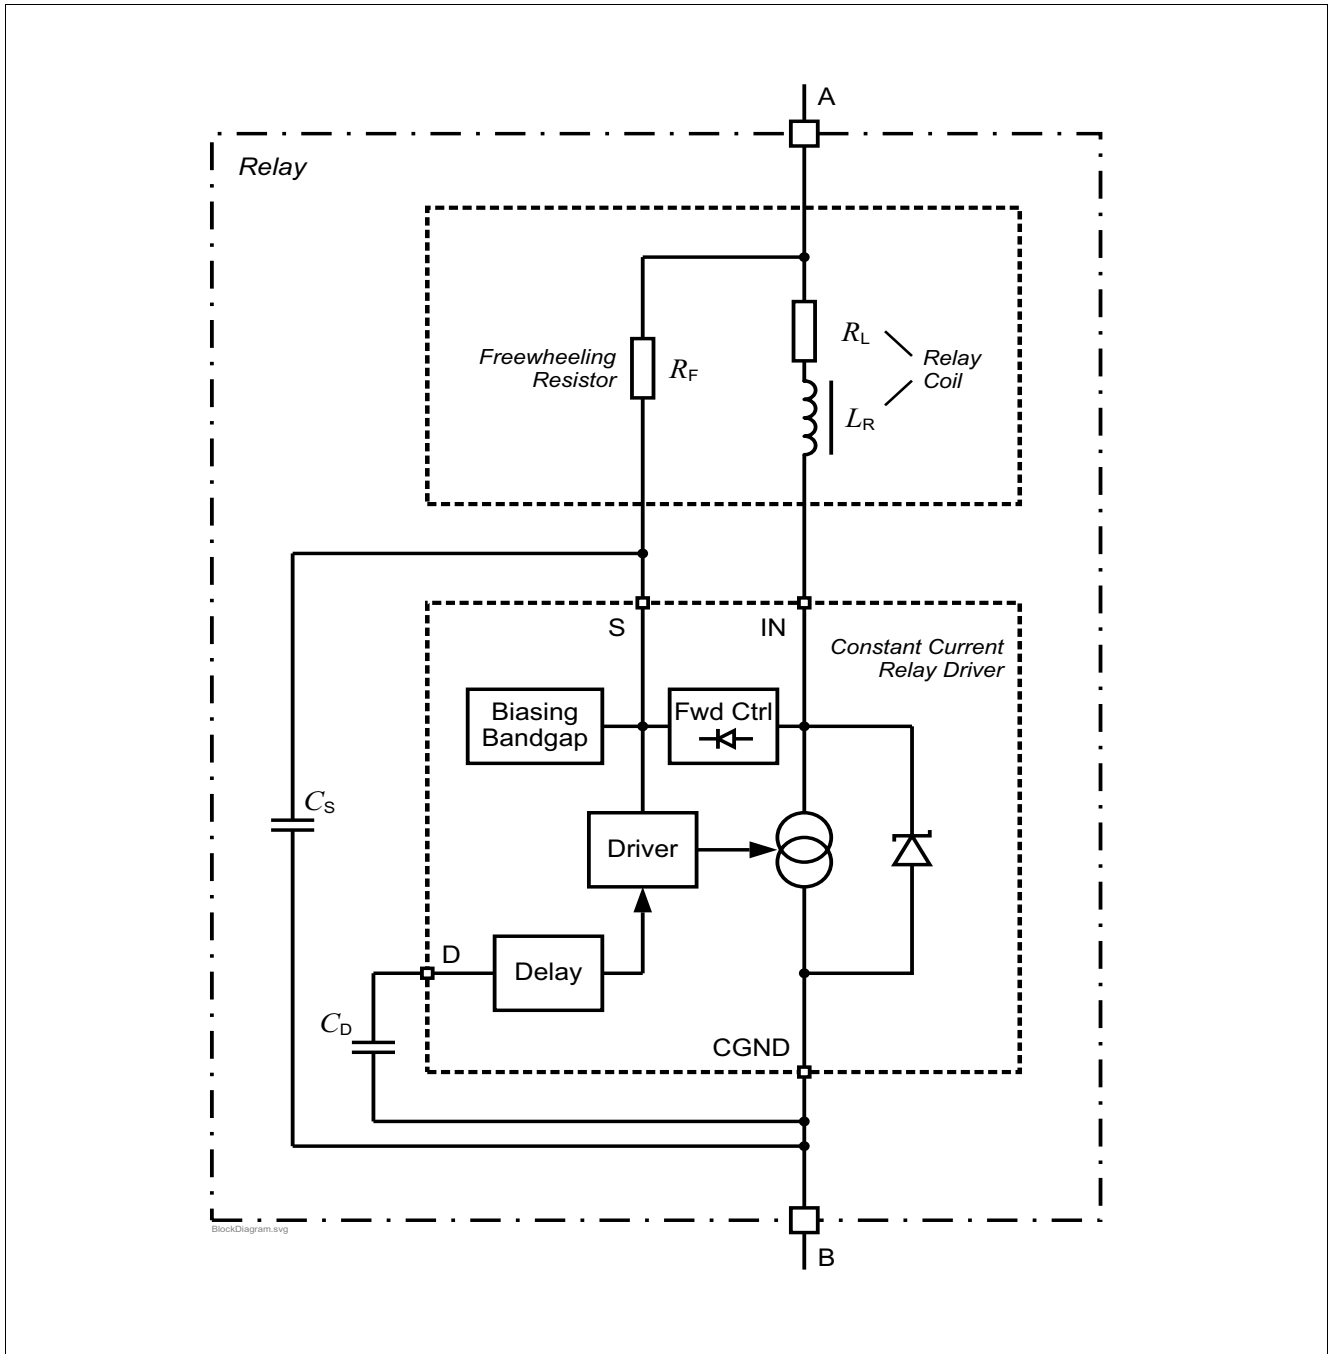 A
Relay
Freewheeling
Resistor
RF
RL
Relay
Coil
LR
S
IN
Constant Current
Relay Driver
Biasing
Bandgap
Fwd Ctrl
CS
Driver
D
Delay
CD
CGND
BlockDiagram.svg
B